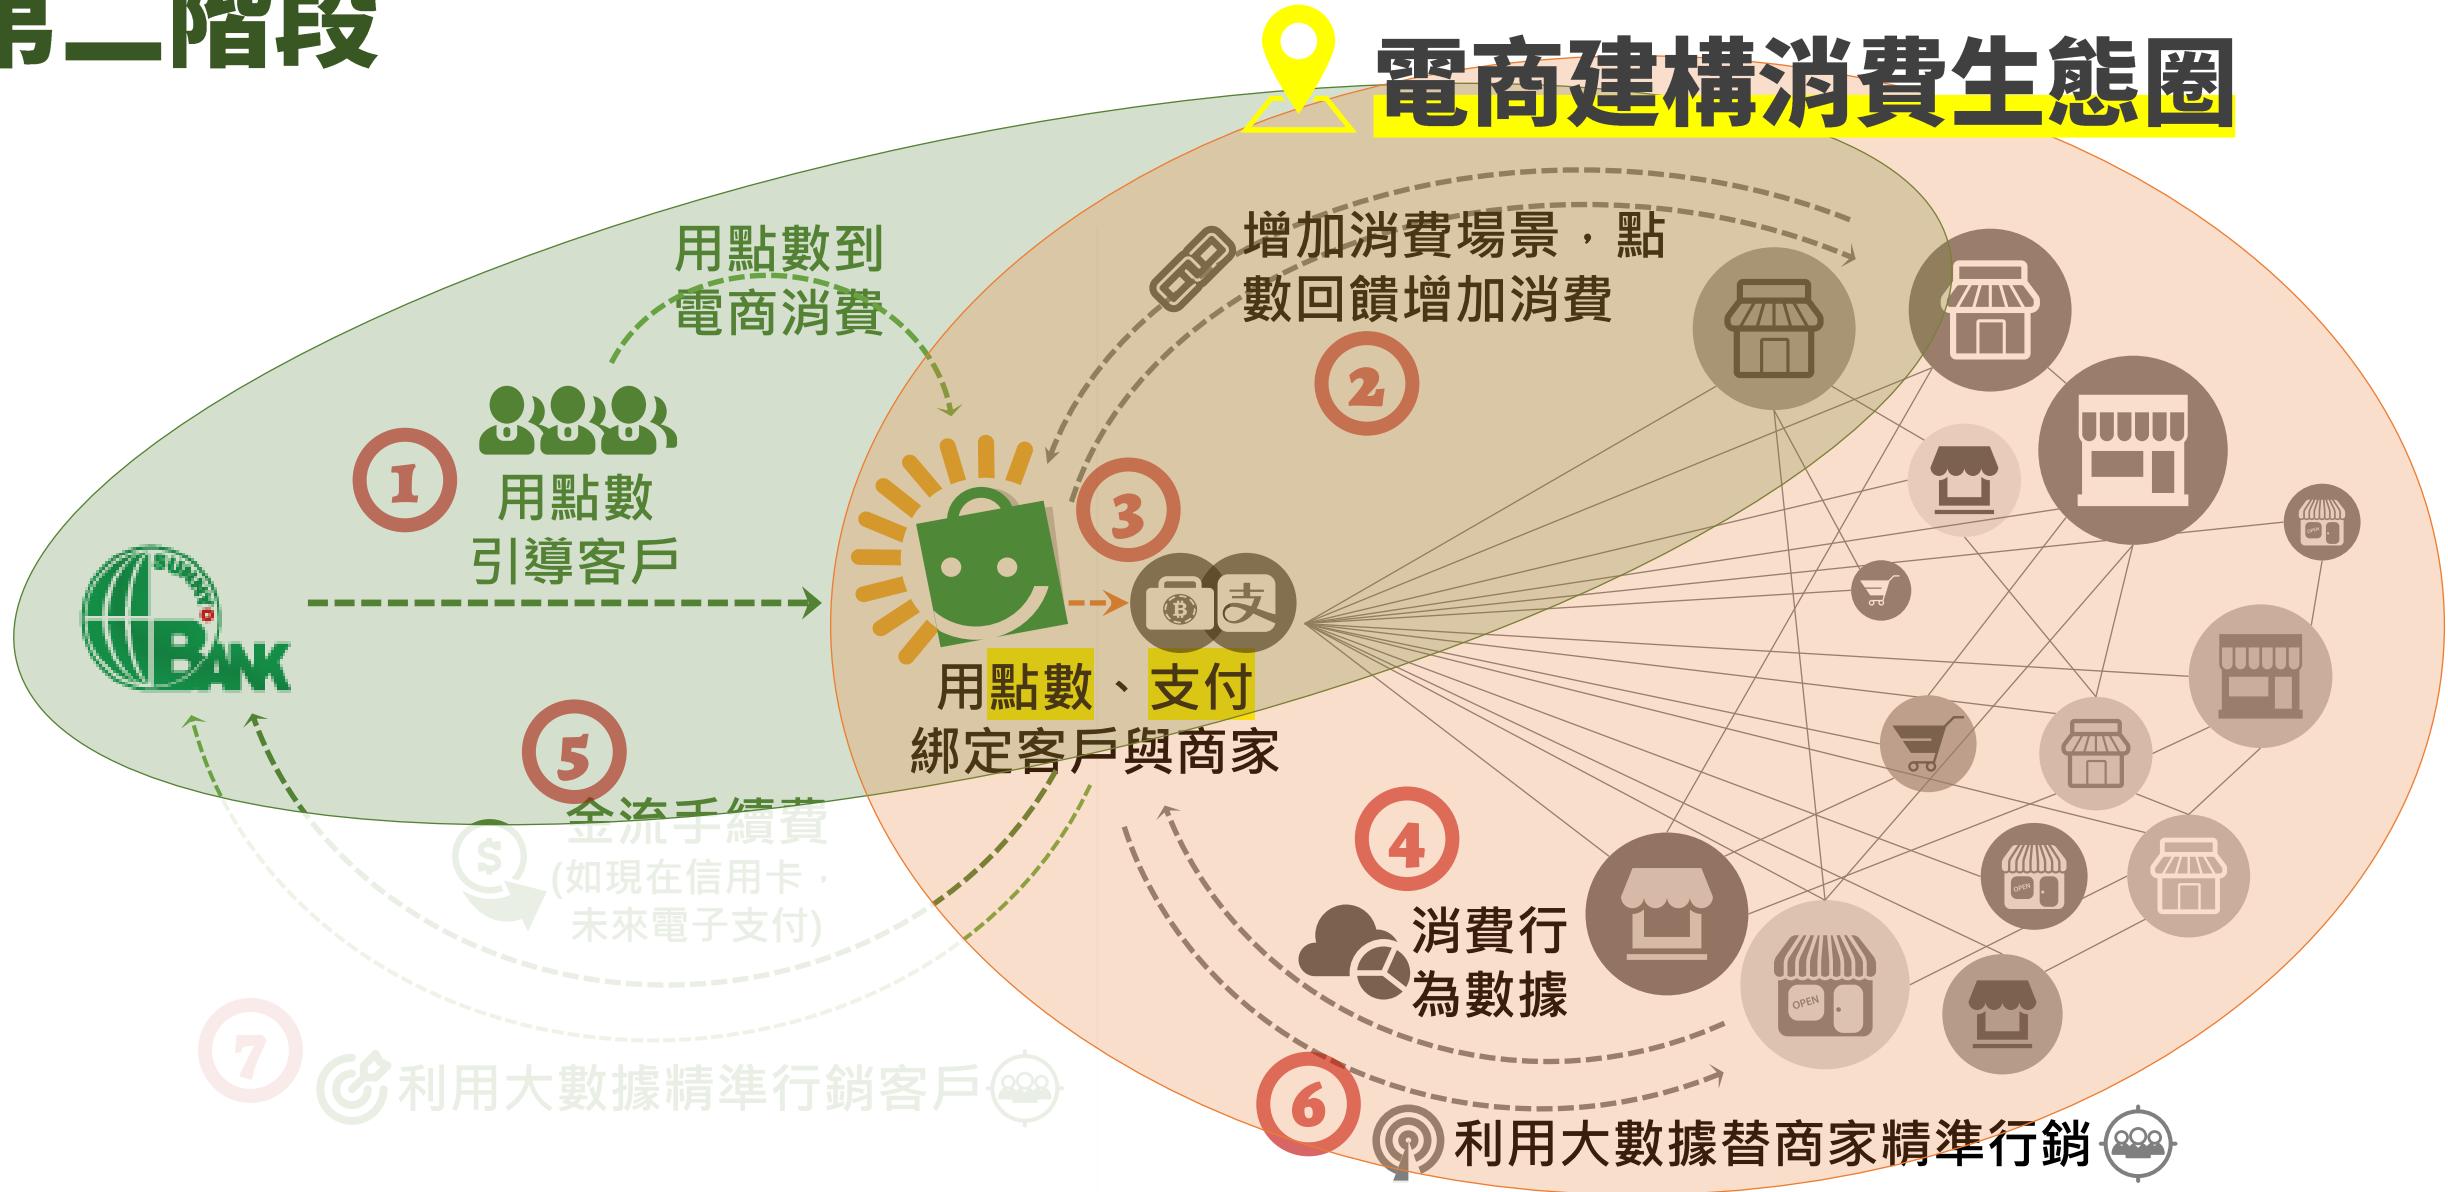 第二階段
電商建構消費生態圈
用點數到
電商消費
增加消費場景，點
數回饋增加消費
2
1
用點數
引導客戶
3
SUNNY
BANK
支
用點數、支付
綁定客戶與商家
5
金流手續費
(如現在信用卡，
未來電子支付)
4
消費行
為數據
OPEN
OPEN
OPEN
7
利用大數據精準行銷客戶
6
利用大數據替商家精準行銷